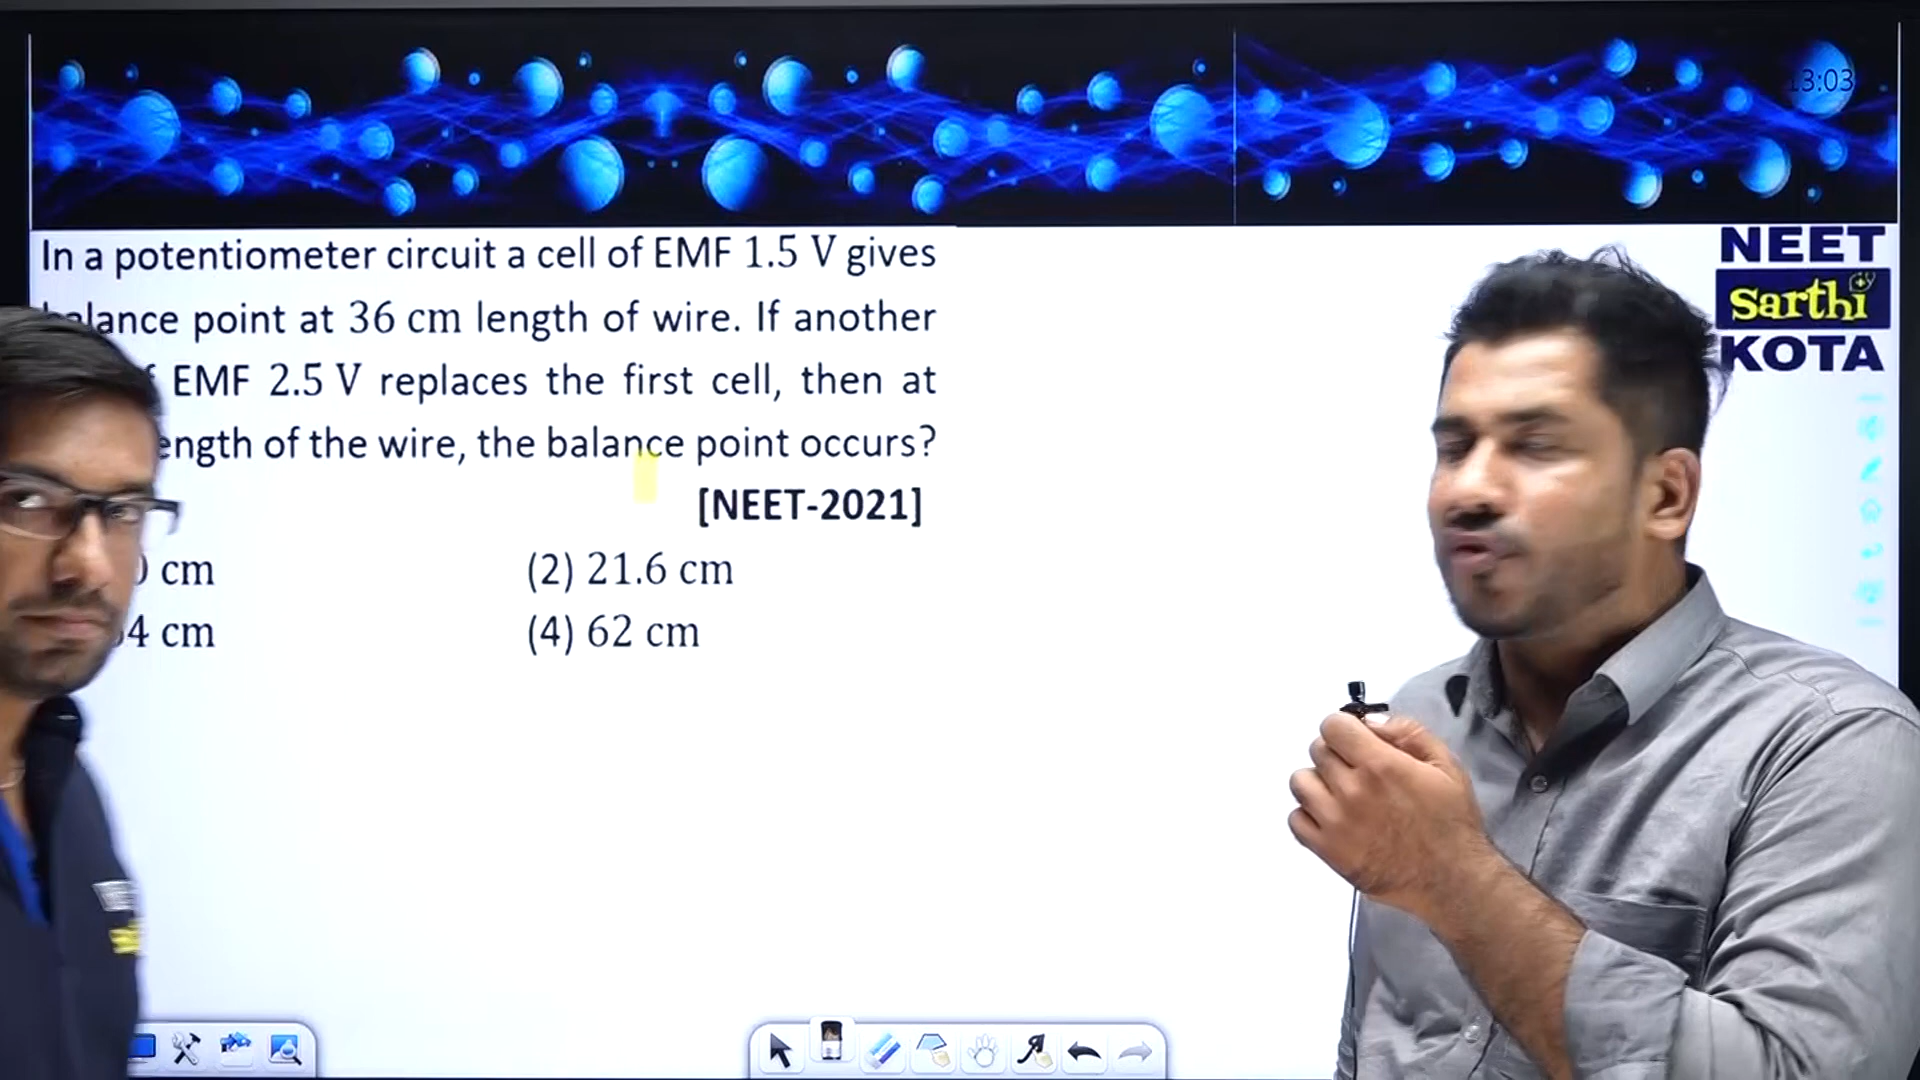 13:03
NEET
Sarthi
KOTA
In a potentiometer circuit a cell of EMF 1.5 V gives
balance point at 36 cm length of wire. If another
EMF 2.5 V replaces the first cell, then at
length of the wire, the balance point occurs?
[NEET-2021]
cm (2) 21.6 cm
4 cm (4) 62 cm